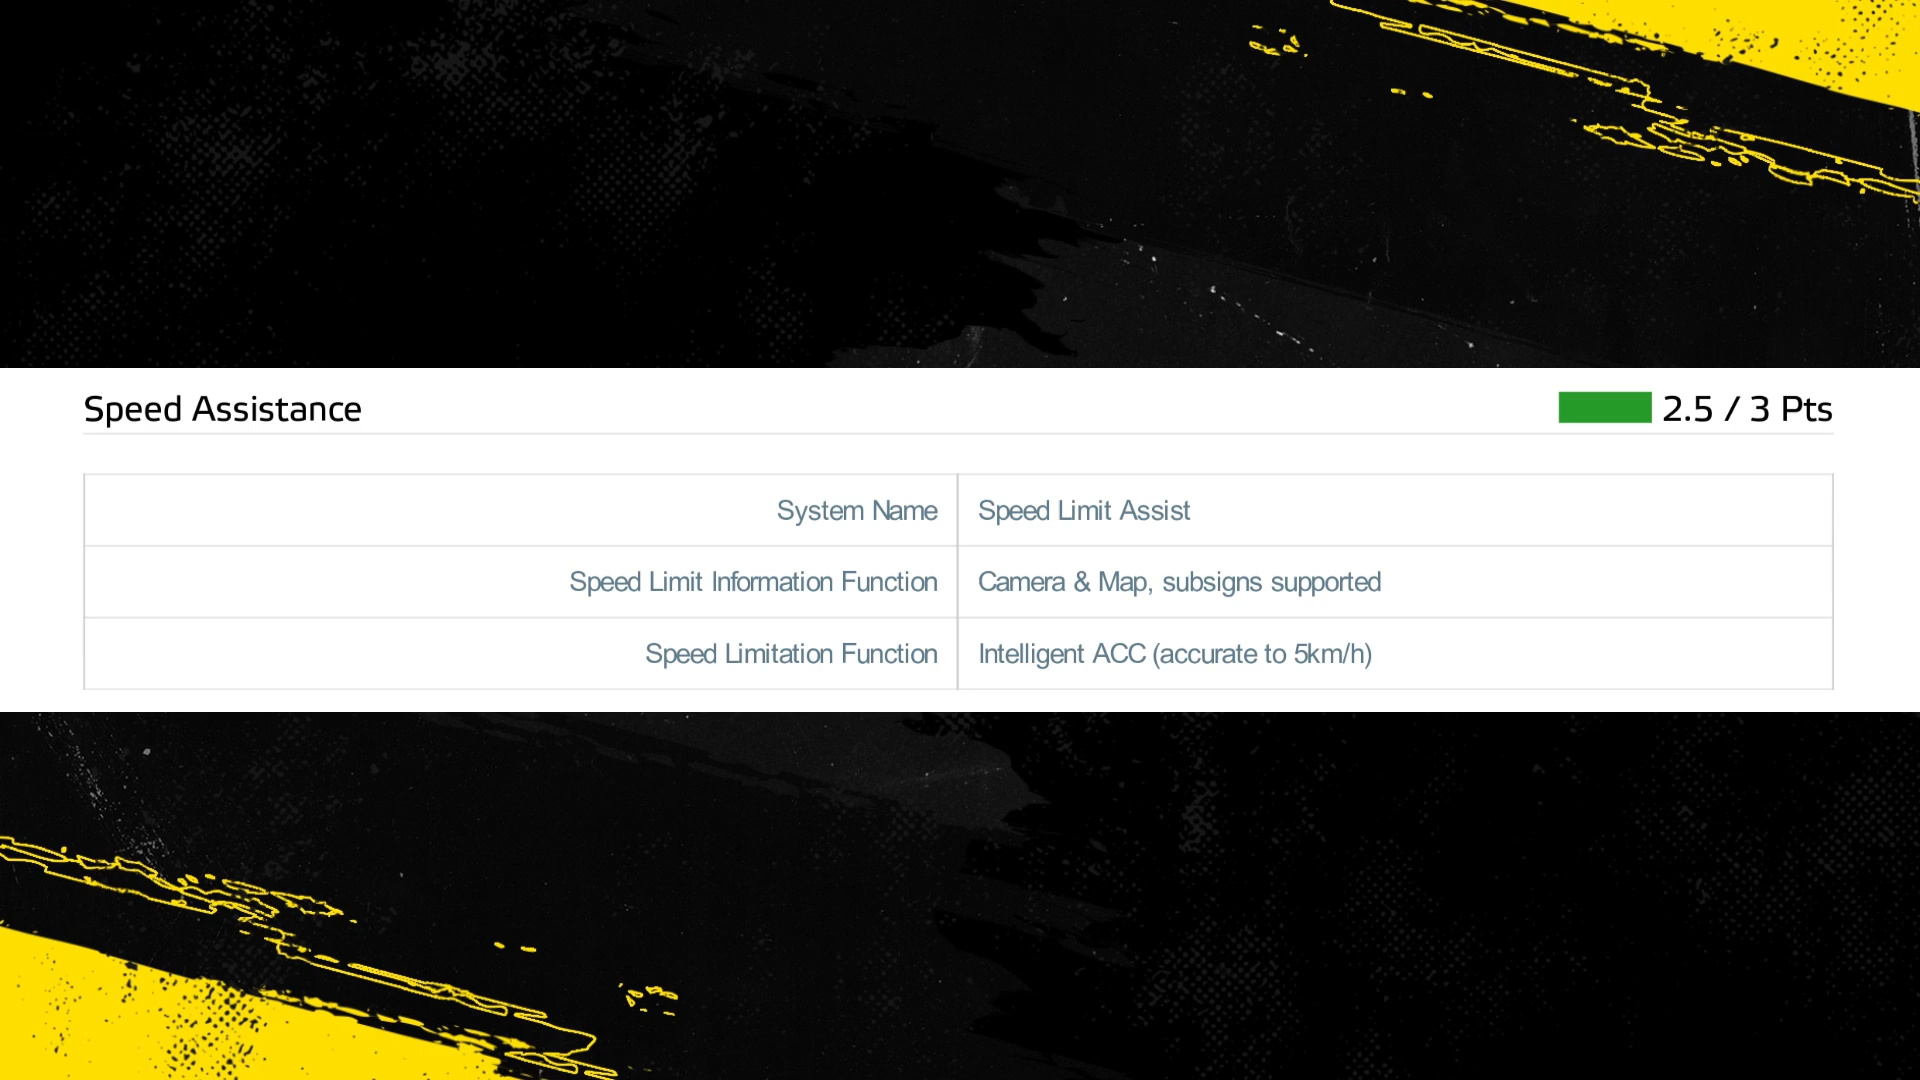 Speed Assistance 2.5 / 3 Pts
System Name Speed Limit Assist
Speed Limit Information Function Camera & Map, subsigns supported
Speed Limitation Function Intelligent ACC (accurate to 5km/h)